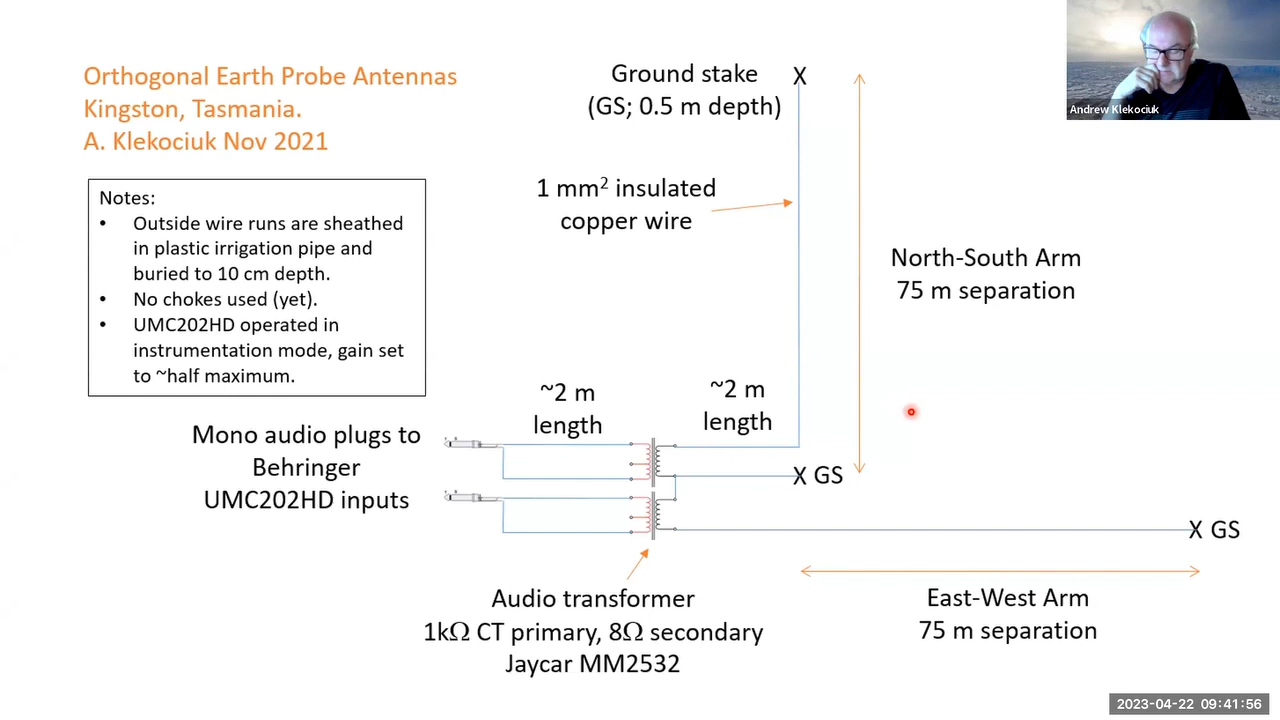 Orthogonal Earth Probe Antennas
Kingston, Tasmania.
A. Klekociuk Nov 2021
Notes:
• Outside wire runs are sheathed
in plastic irrigation pipe and
buried to 10 cm depth.
• No chokes used (yet).
• UMC202HD operated in
instrumentation mode, gain set
to ~half maximum.
Ground stake
(GS; 0.5 m depth)
X
Andrew Klekociuk
1 mm² insulated
copper wire
North-South Arm
75 m separation
~2 m
length
~2 m
length
Mono audio plugs to
Behringer
UMC202HD inputs
X GS
X GS
Audio transformer
1kΩ CT primary, 8Ω secondary
Jaycar MM2532
East-West Arm
75 m separation
2023-04-22 09:41:56